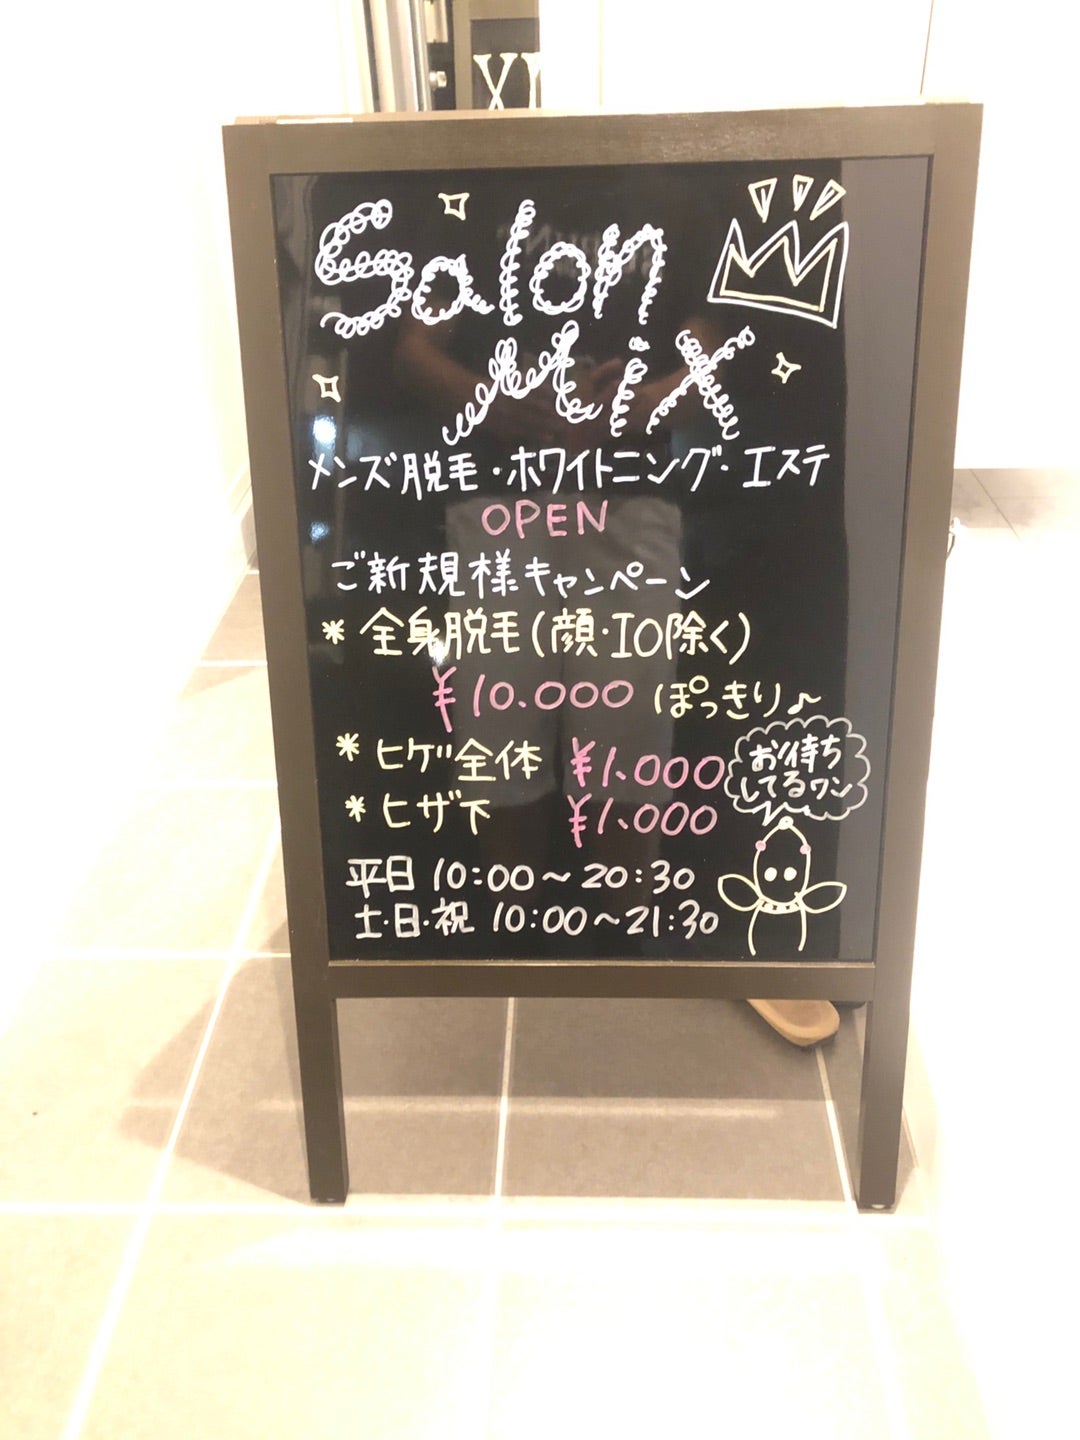 XI
Salon
Mix
メンズ脱毛・ホワイトニング・エステ
OPEN
ご新規様キャンペーン
* 全身脱毛(顔・IO除く)
¥10.000 ぽっきり♪
* ヒゲ全体 ¥1.000
* ヒザ下 ¥1.000
お待ち
してるワン
平日 10:00～20:30
土・日・祝 10:00～21:30